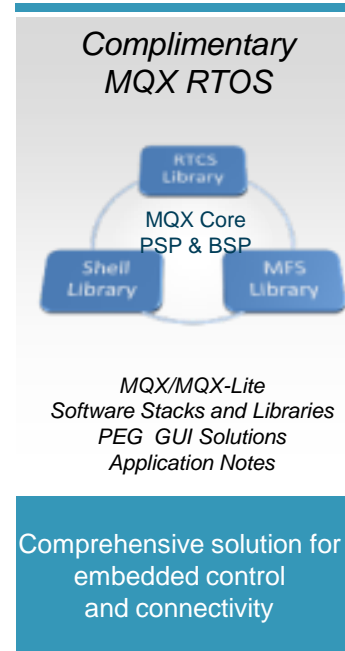 Complimentary
MQX RTOS
RTCS
Library
MQX Core
PSP & BSP
Shell
Library
MFS
Library
MQX/MQX-Lite
Software Stacks and Libraries
PEG GUI Solutions
Application Notes
Comprehensive solution for
embedded control
and connectivity